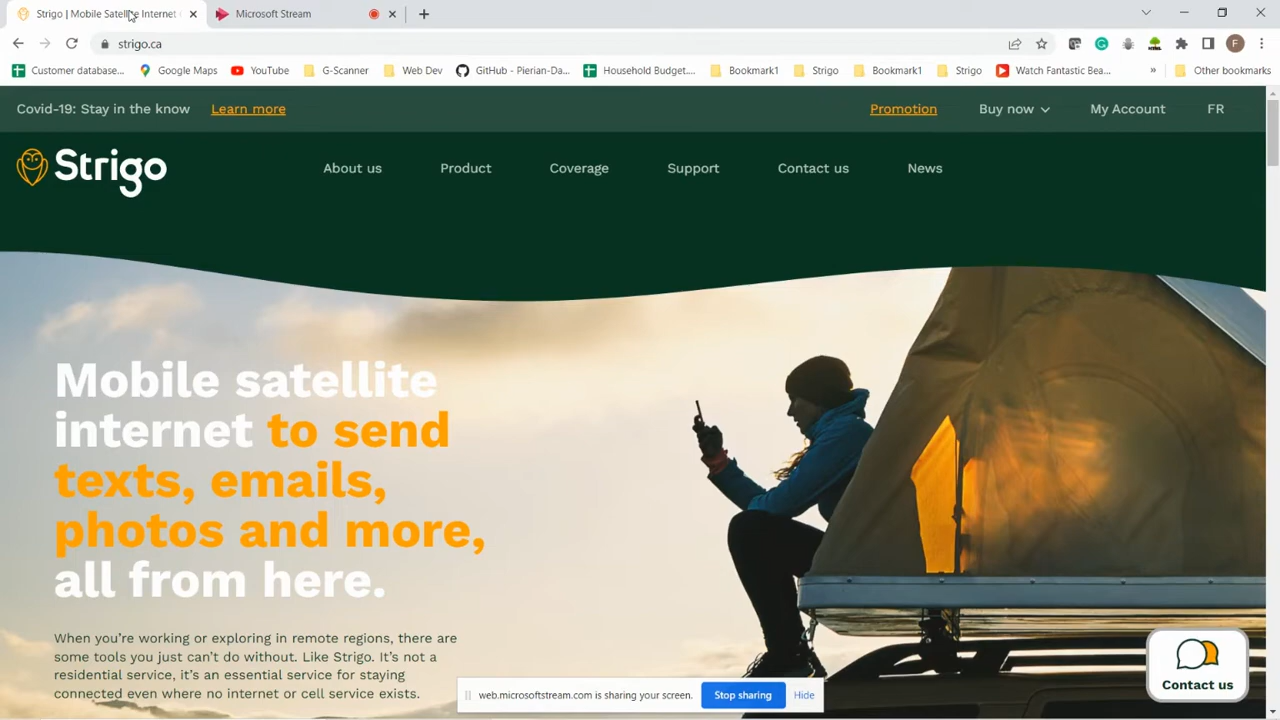 Strigo | Mobile Satellite Internet
Microsoft Stream
strigo.ca
Customer database...
Google Maps
YouTube
G-Scanner
Web Dev
GitHub - Pierian-Da...
Household Budget....
Bookmark1
Strigo
Bookmark1
Strigo
Watch Fantastic Bea...
»
Other bookmarks
F
Covid-19: Stay in the know
Learn more
Promotion
Buy now
My Account
FR
Strigo
About us
Product
Coverage
Support
Contact us
News
Mobile satellite
internet to send
texts, emails,
photos and more,
all from here.
When you're working or exploring in remote regions, there are
some tools you just can't do without. Like Strigo. It's not a
residential service, it's an essential service for staying
connected even where no internet or cell service exists.
web.microsoftstream.com is sharing your screen.
Stop sharing
Hide
Contact us